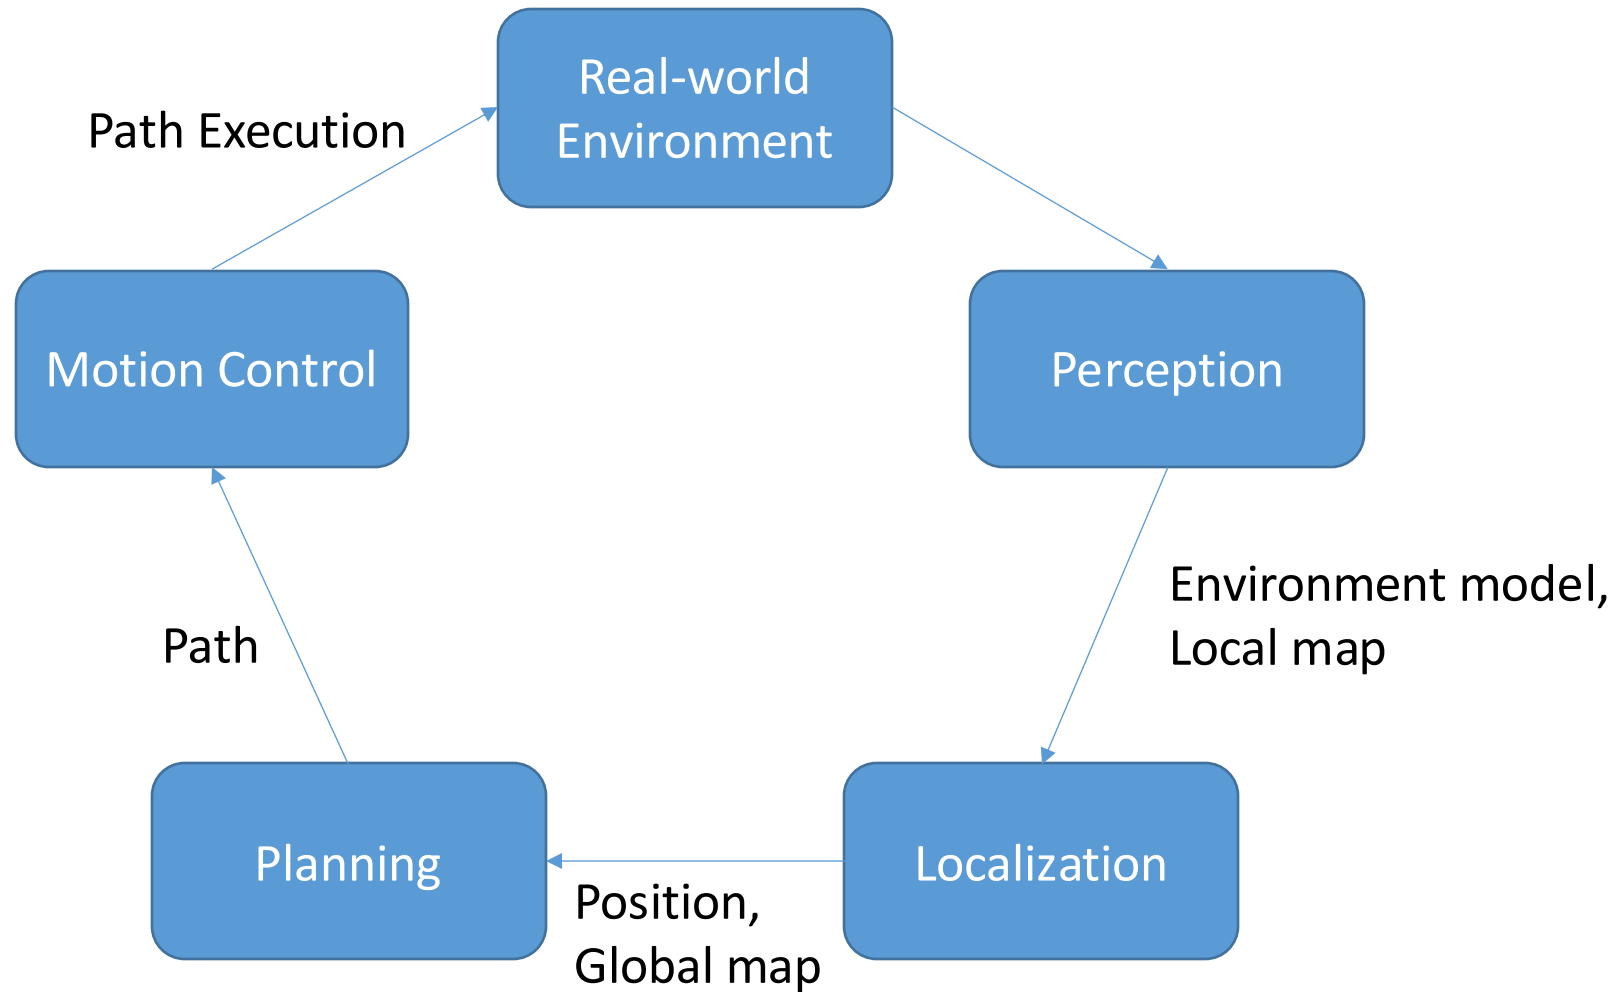 Real-world
Environment
Path Execution
Motion Control
Perception
Environment model,
Local map
Path
Planning
Localization
Position,
Global map